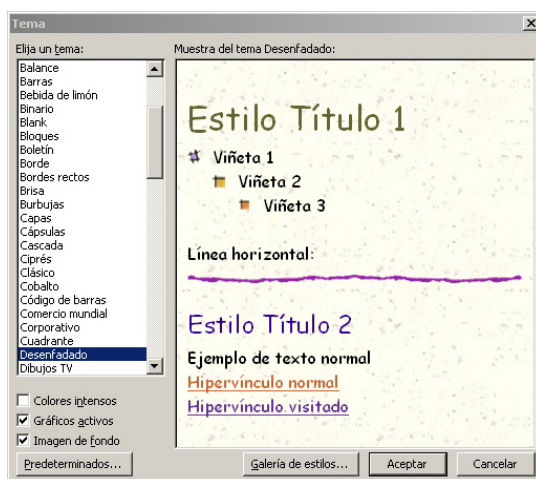 Tema
Elija un tema:
Balance
Barras
Bebida de limón
Binario
Blank
Bloques
Boletín
Borde
Bordes rectos
Brisa
Burbujas
Capas
Cápsulas
Cascada
Ciprés
Clásico
Cobalto
Código de barras
Comercio mundial
Corporativo
Cuadrante
Desenfadado
Dibujos TV
Colores intensos
Gráficos activos
Imagen de fondo
Predeterminados...
Muestra del tema Desenfadado:
Estilo Título 1
Viñeta 1
Viñeta 2
Viñeta 3
Línea horizontal:
Estilo Título 2
Ejemplo de texto normal
Hipervínculo normal
Hipervínculo visitado
Galería de estilos...
Aceptar
Cancelar